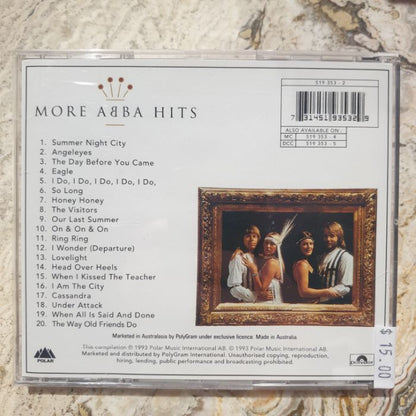 MORE ABBA HITS
519 353 - 2
7 31451 93532 9
ALSO AVAILABLE ON
MC 519 353 - 4
DCC 519 353 - 5
1. Summer Night City
2. Angeleyes
3. The Day Before You Came
4. Eagle
5. I Do, I Do, I Do, I Do, I Do,
6. So Long
7. Honey Honey
8. The Visitors
9. Our Last Summer
10. On & On & On
11. Ring Ring
12. I Wonder (Departure)
13. Lovelight
14. Head Over Heels
15. When I Kissed The Teacher
16. I Am The City
17. Cassandra
18. Under Attack
19. When All Is Said And Done
20. The Way Old Friends Do
Marketed in Australasia by PolyGram under exclusive licence. Made in Australia
This compilation ℗ 1993 Polar Music International AB. © 1993 Polar Music International AB.
Marketed and distributed by PolyGram International. Unauthorised copying, reproduction,
hiring, lending, public performance and broadcasting prohibited.
POLAR
polydor
$15.00